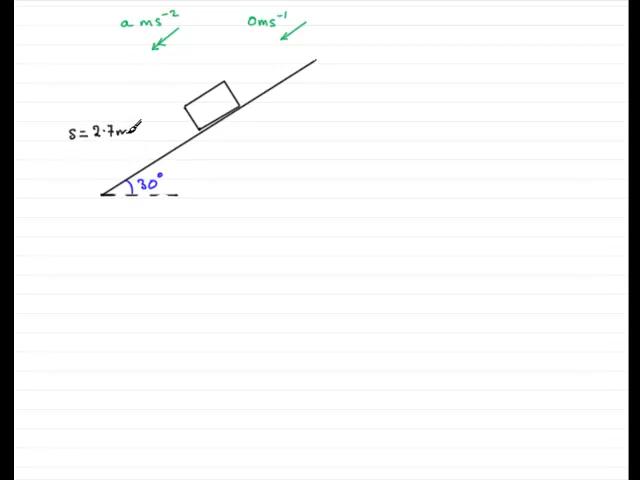 a ms⁻² 0ms⁻¹
s = 2.7m
30°